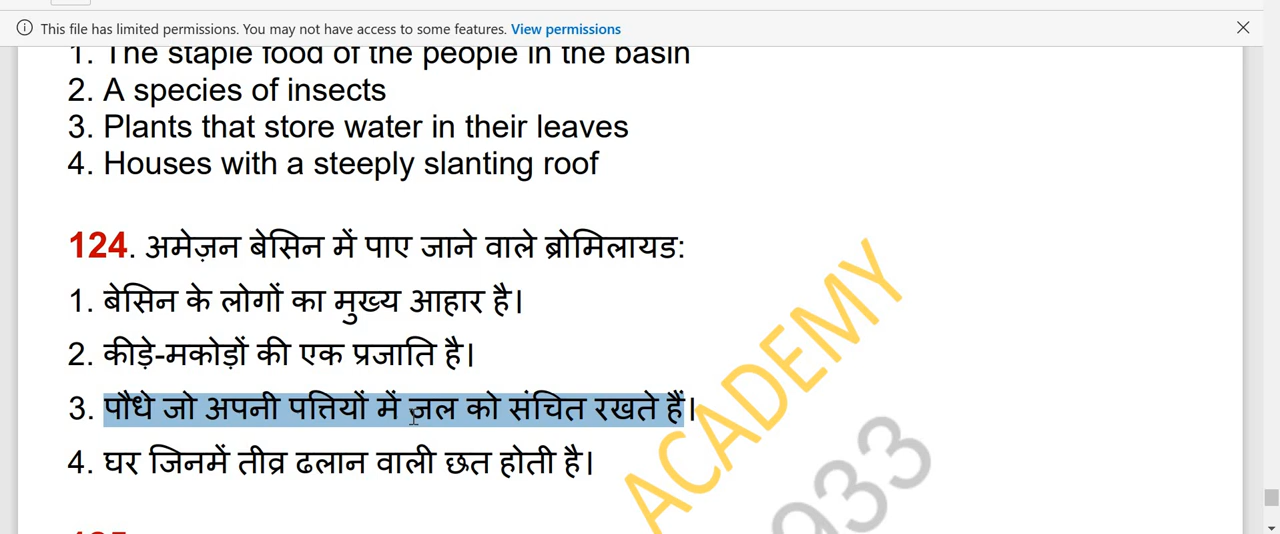 This file has limited permissions. You may not have access to some features. View permissions
1. The staple food of the people in the basin
2. A species of insects
3. Plants that store water in their leaves
4. Houses with a steeply slanting roof
124. अमेज़न बेसिन में पाए जाने वाले ब्रोमिलायड:
1. बेसिन के लोगों का मुख्य आहार है।
2. कीड़े-मकोड़ों की एक प्रजाति है।
3. पौधे जो अपनी पत्तियों में जल को संचित रखते हैं।
4. घर जिनमें तीव्र ढलान वाली छत होती है।
ACADEMY
933